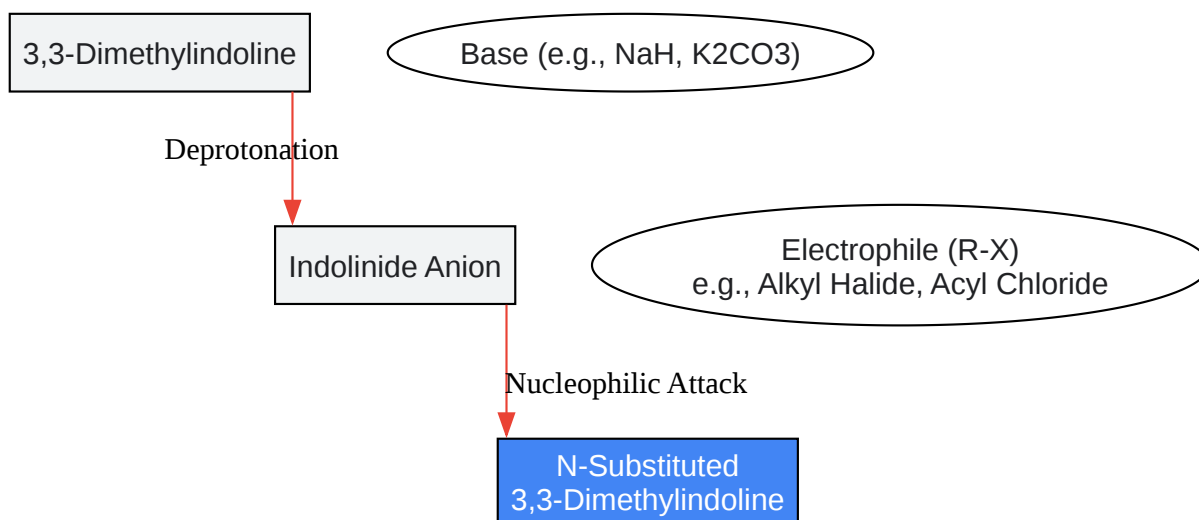 3,3-Dimethylindoline
Base (e.g., NaH, K2CO3)
Deprotonation
Indolinide Anion
Electrophile (R-X)
e.g., Alkyl Halide, Acyl Chloride
Nucleophilic Attack
N-Substituted
3,3-Dimethylindoline